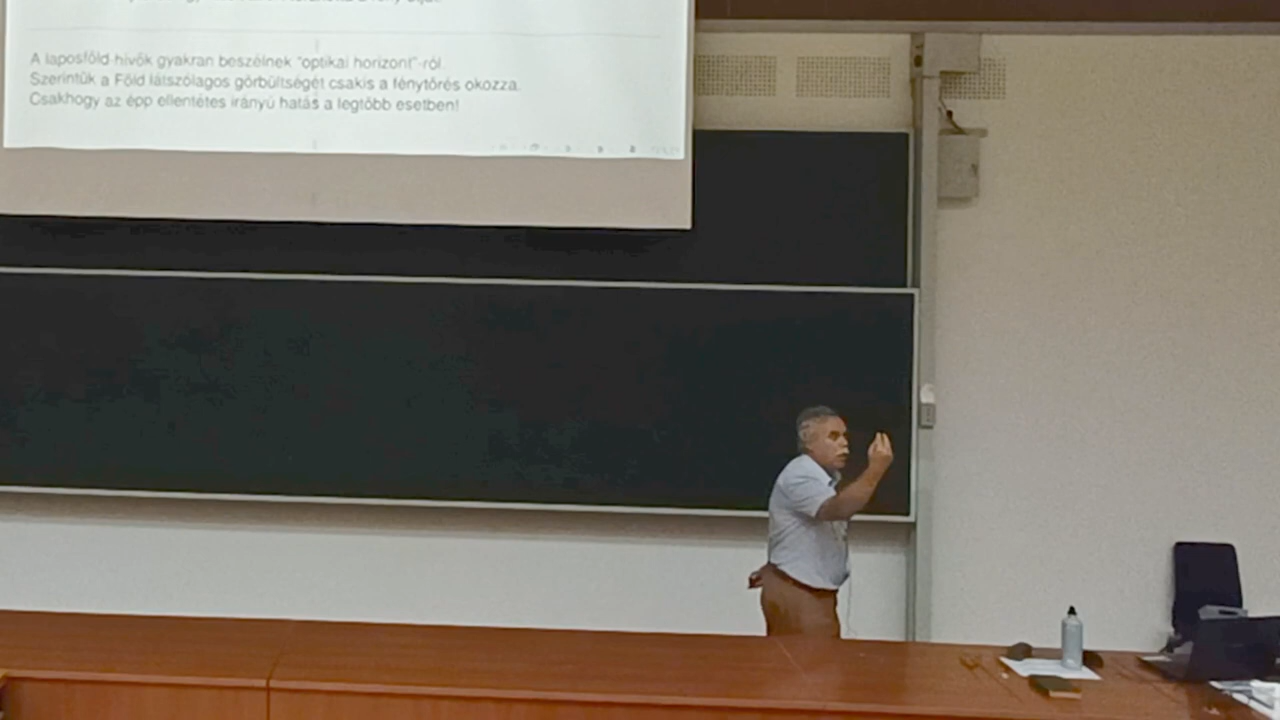 A laposföld hívők gyakran beszélnek "optikai horizont"-ról.
Szerintük a Föld látszólagos görbültségét csakis a fénytörés okozza.
Csakhogy az épp ellentétes irányú hatás a legtöbb esetben!